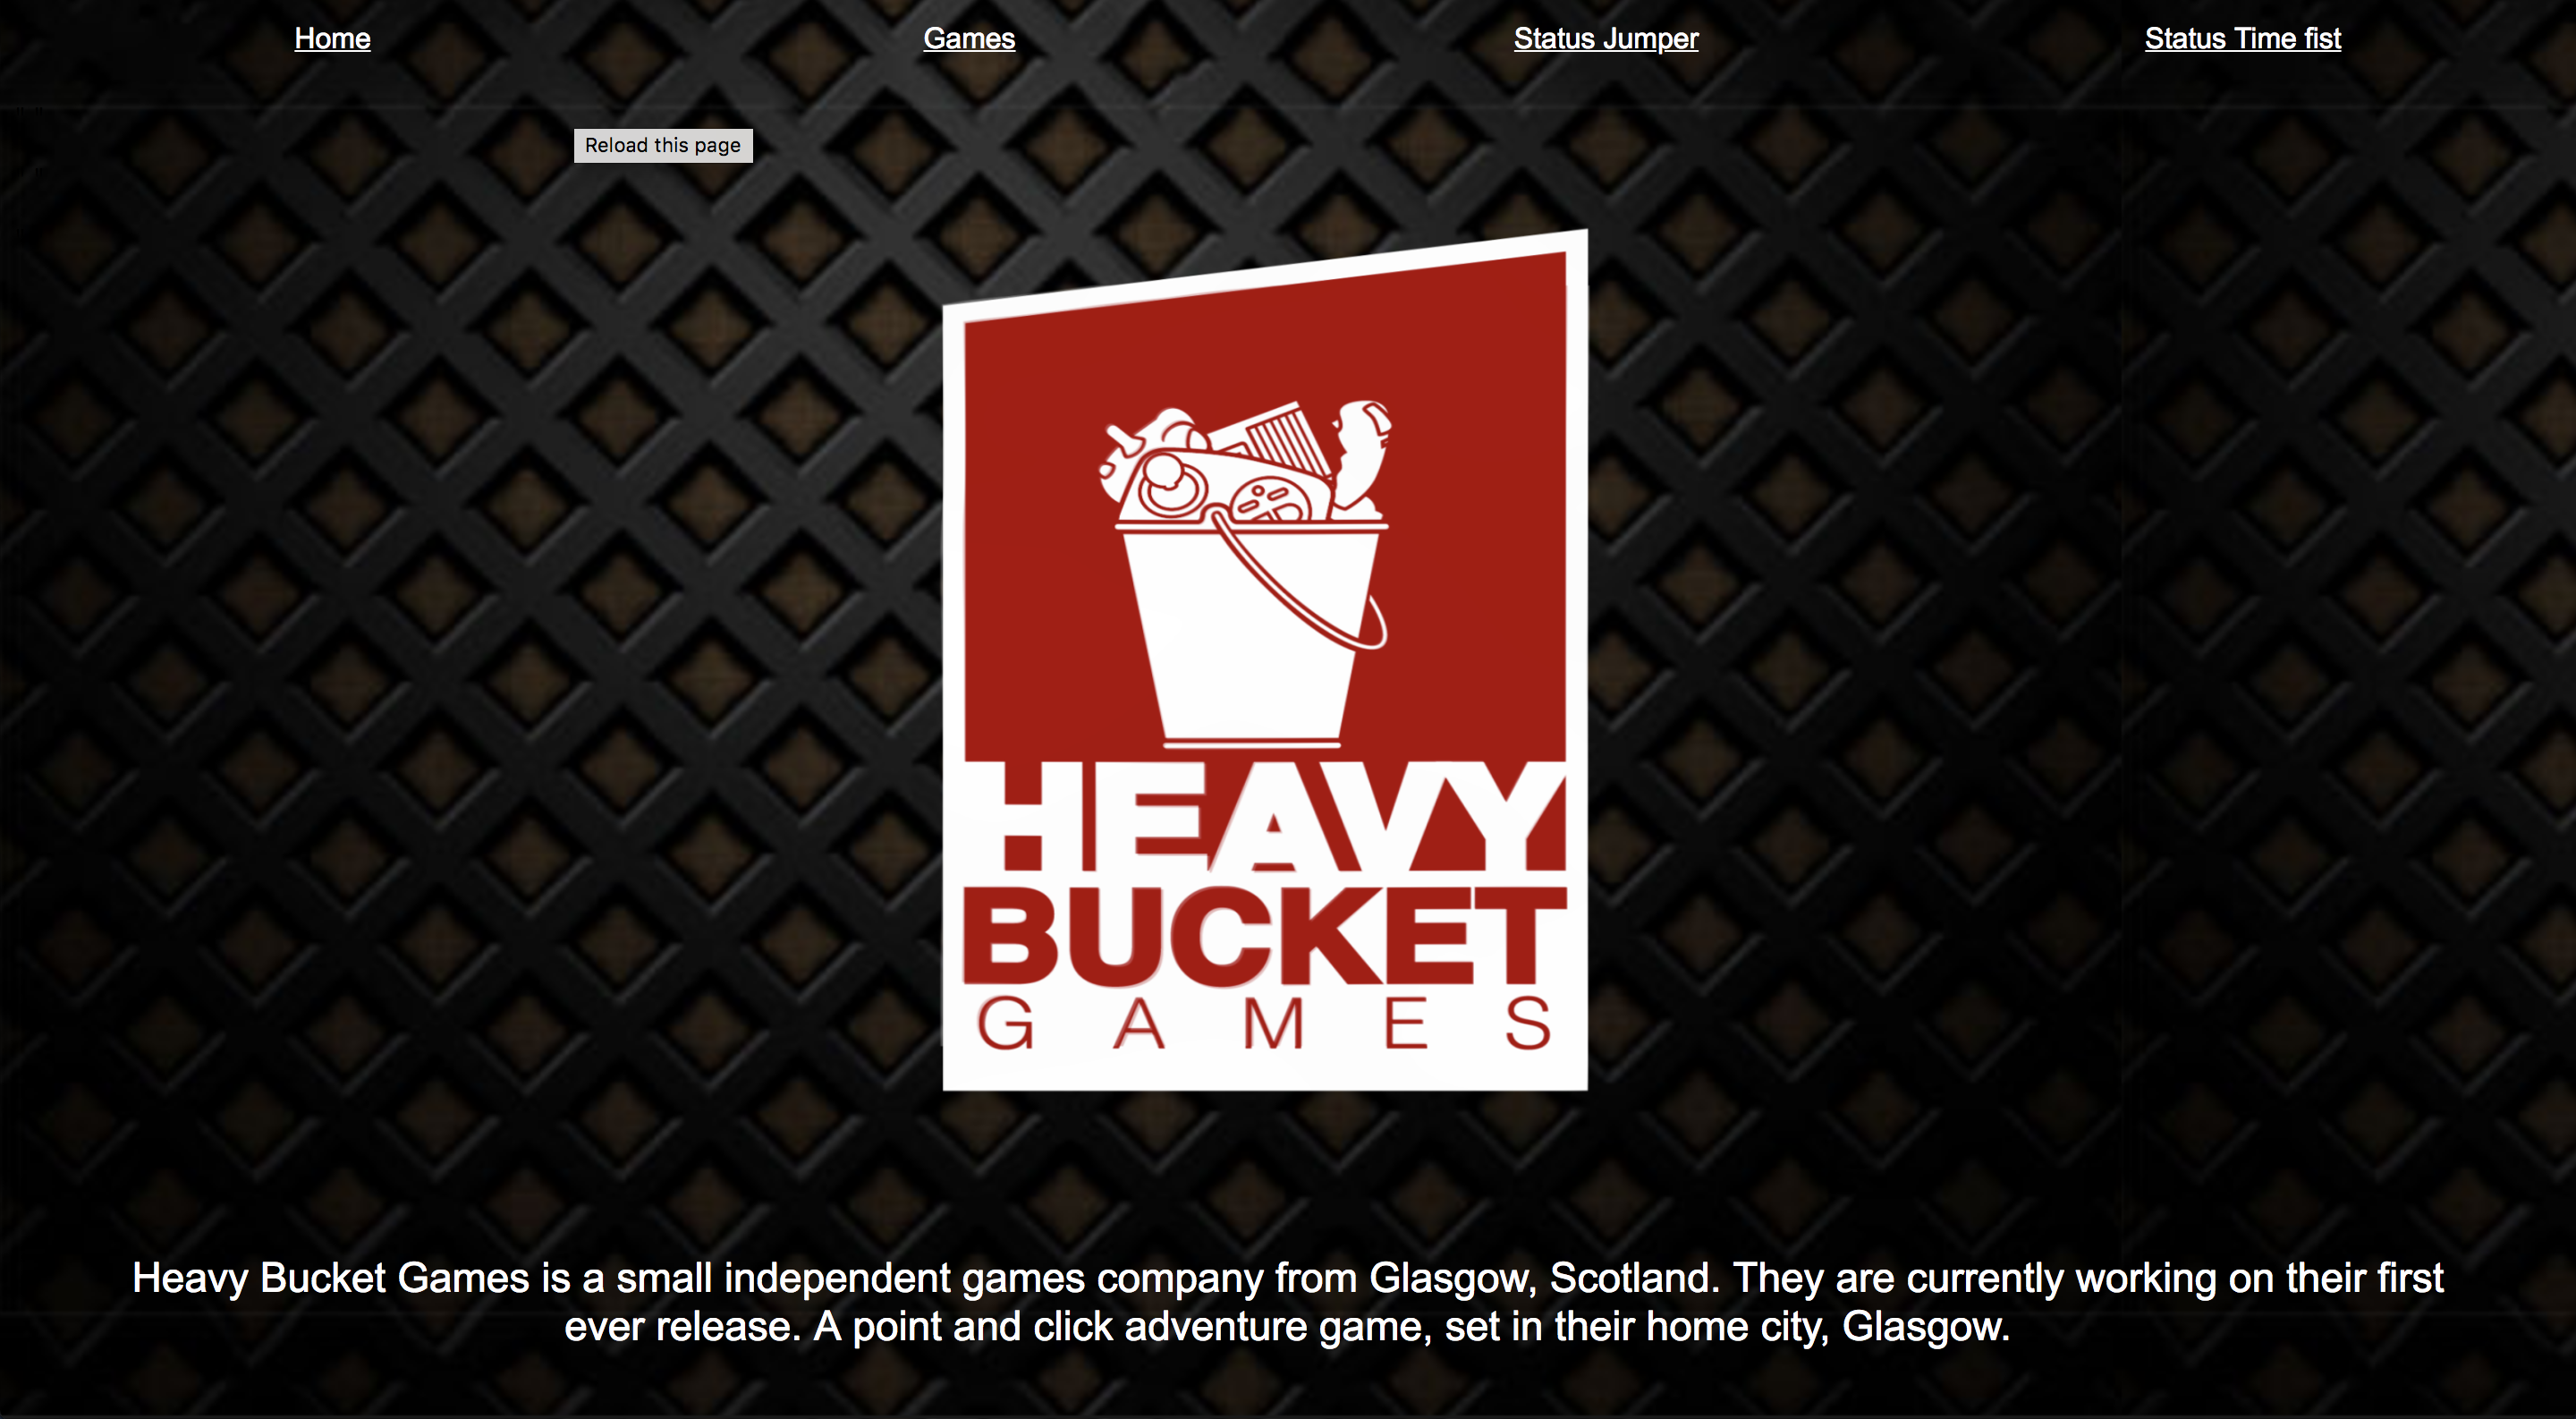 Home Games Status Jumper Status Time fist
Reload this page
HEAVY
BUCKET
GAMES
Heavy Bucket Games is a small independent games company from Glasgow, Scotland. They are currently working on their first
ever release. A point and click adventure game, set in their home city, Glasgow.